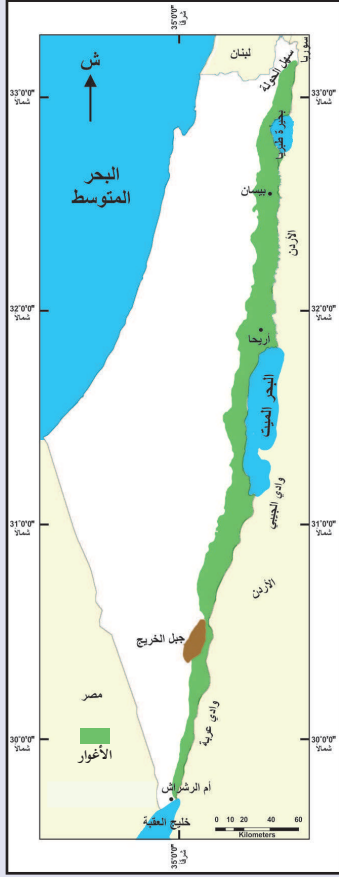 35°0'0"
شرقا
لبنان
سوريا
سهل الحولة
ش
33°0'0"
شمالاً
33°0'0"
شمالاً
بحيرة طبريا
البحر
المتوسط
بيسان
الأردن
32°0'0"
شمالاً
32°0'0"
شمالاً
أريحا
البحر الميت
وادي الجيبي
31°0'0"
شمالاً
31°0'0"
شمالاً
الأردن
جبل الخريج
مصر
وادي عربة
30°0'0"
شمالاً
30°0'0"
شمالاً
الأغوار
أم الرشراش
خليج العقبة
0 10 20 40 60
Kilometers
35°0'0"
شرقا